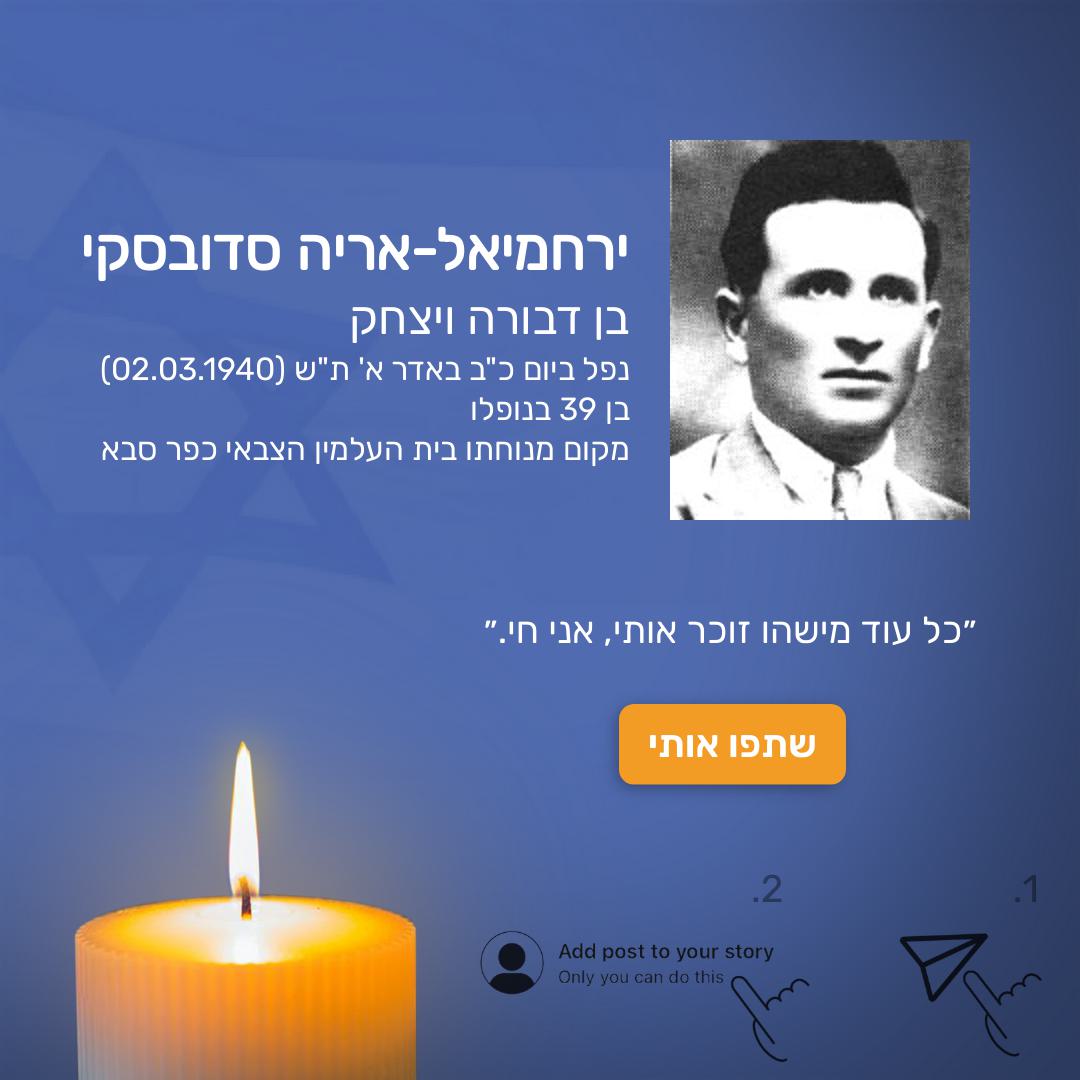 ירחמיאל-אריה סדובסקי
בן דבורה ויצחק
נפל ביום כ"ב באדר א' ת"ש (02.03.1940)
בן 39 בנופלו
מקום מנוחתו בית העלמין הצבאי כפר סבא
״כל עוד מישהו זוכר אותי, אני חי.״
שתפו אותי
.1
.2
Add post to your story
Only you can do this